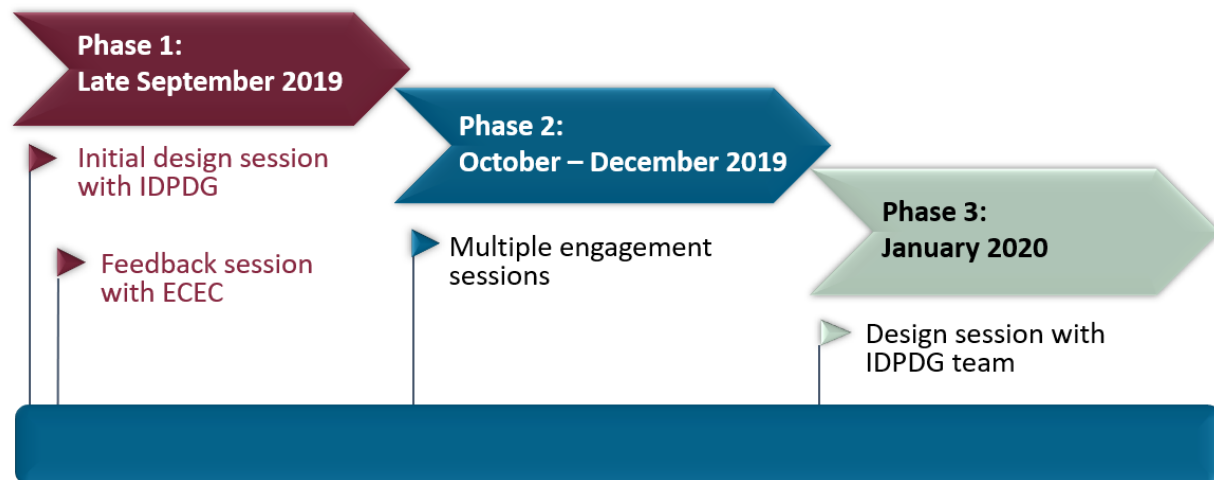 Phase 1:
Late September 2019
Initial design session
with IDPDG
Feedback session
with ECEC
Phase 2:
October – December 2019
Multiple engagement
sessions
Phase 3:
January 2020
Design session with
IDPDG team